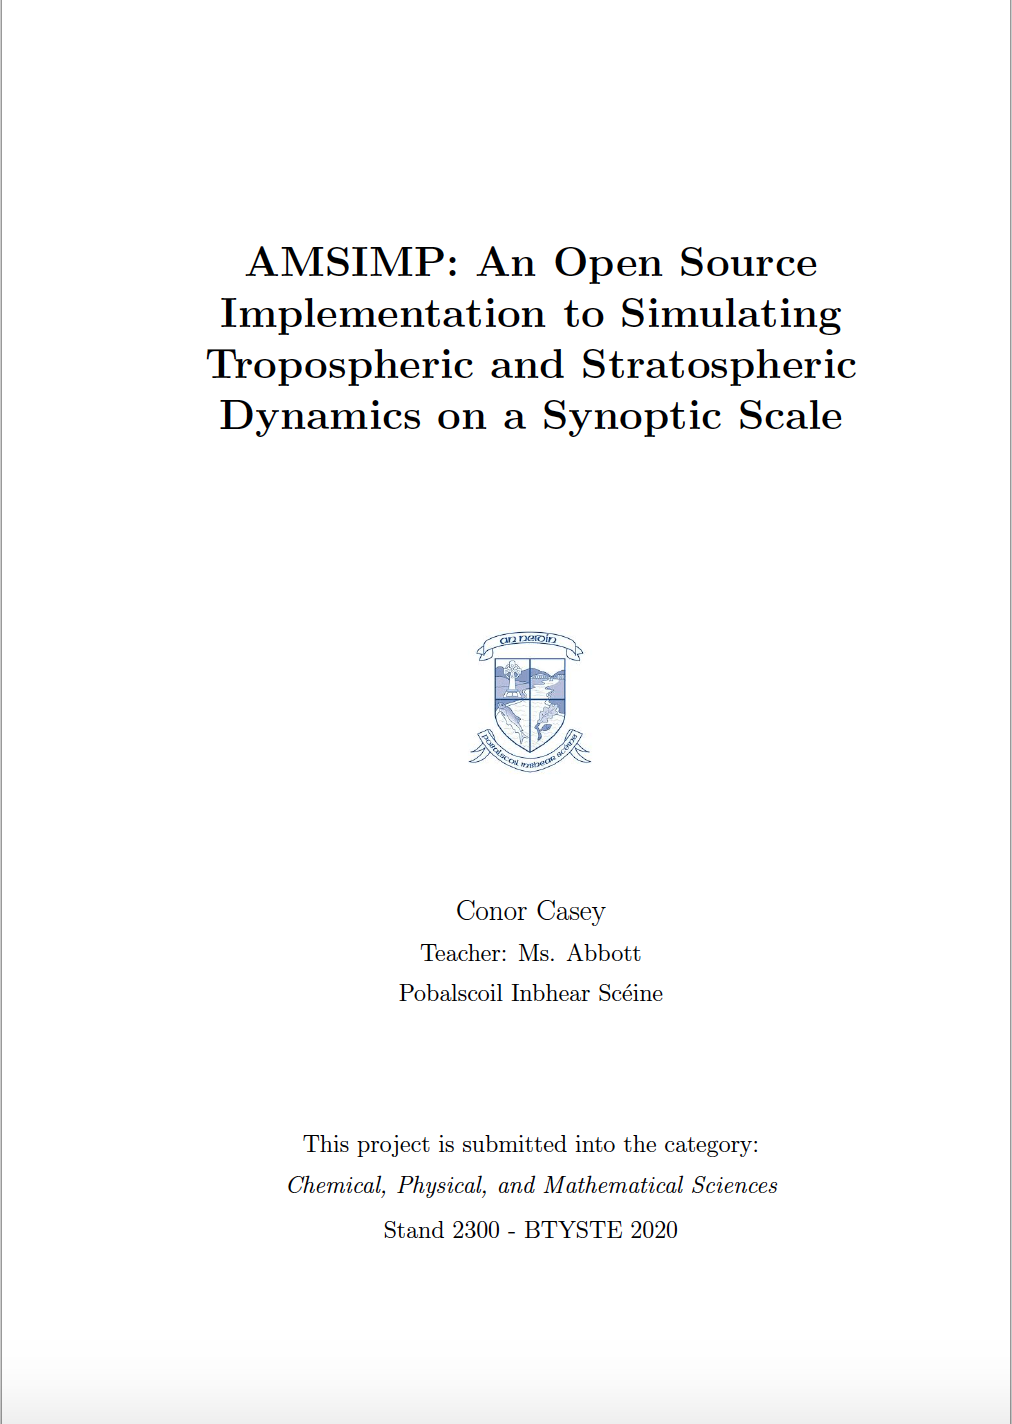 AMSIMP: An Open Source
Implementation to Simulating
Tropospheric and Stratospheric
Dynamics on a Synoptic Scale
an neidín
pobalscoil inbhear scéine
Conor Casey
Teacher: Ms. Abbott
Pobalscoil Inbhear Scéine
This project is submitted into the category:
Chemical, Physical, and Mathematical Sciences
Stand 2300 - BTYSTE 2020